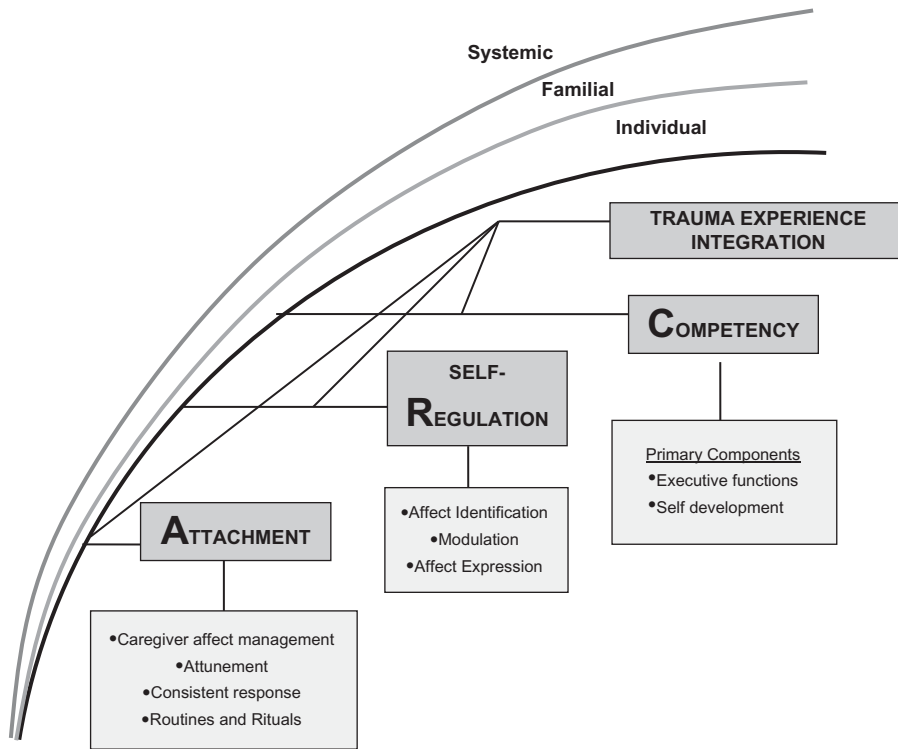 Systemic
Familial
Individual
TRAUMA EXPERIENCE
INTEGRATION
COMPETENCY
SELF-
REGULATION
Primary Components
•Executive functions
•Self development
•Affect Identification
•Modulation
•Affect Expression
ATTACHMENT
•Caregiver affect management
•Attunement
•Consistent response
•Routines and Rituals